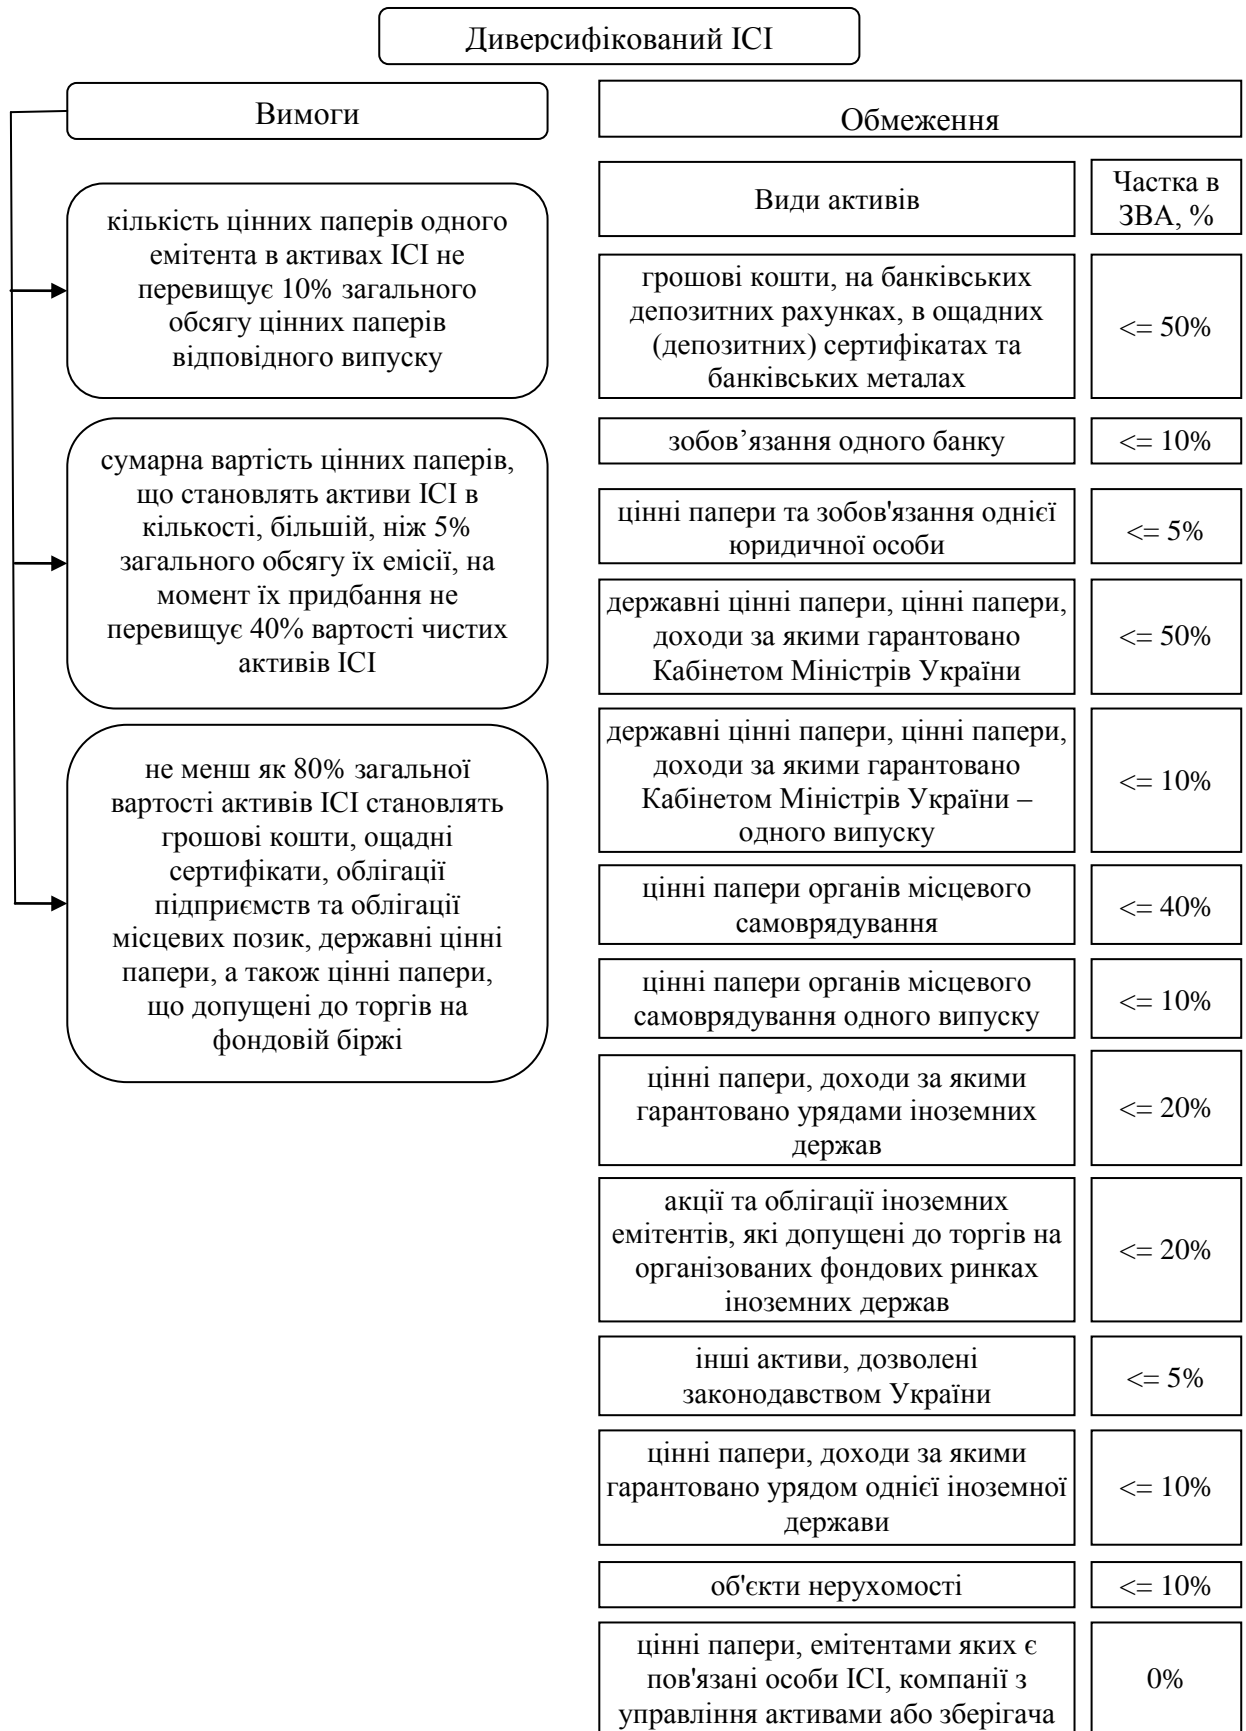 Диверсифікований ІСІ
Вимоги
кількість цінних паперів одного
емітента в активах ІСІ не
перевищує 10% загального
обсягу цінних паперів
відповідного випуску
сумарна вартість цінних паперів,
що становлять активи ІСІ в
кількості, більшій, ніж 5%
загального обсягу їх емісії, на
момент їх придбання не
перевищує 40% вартості чистих
активів ІСІ
не менш як 80% загальної
вартості активів ІСІ становлять
грошові кошти, ощадні
сертифікати, облігації
підприємств та облігації
місцевих позик, державні цінні
папери, а також цінні папери,
що допущені до торгів на
фондовій біржі
Обмеження
Види активів
Частка в
ЗВА, %
грошові кошти, на банківських
депозитних рахунках, в ощадних
(депозитних) сертифікатах та
банківських металах
<= 50%
зобов’язання одного банку
<= 10%
цінні папери та зобов'язання однієї
юридичної особи
<= 5%
державні цінні папери, цінні папери,
доходи за якими гарантовано
Кабінетом Міністрів України
<= 50%
державні цінні папери, цінні папери,
доходи за якими гарантовано
Кабінетом Міністрів України –
одного випуску
<= 10%
цінні папери органів місцевого
самоврядування
<= 40%
цінні папери органів місцевого
самоврядування одного випуску
<= 10%
цінні папери, доходи за якими
гарантовано урядами іноземних
держав
<= 20%
акції та облігації іноземних
емітентів, які допущені до торгів на
організованих фондових ринках
іноземних держав
<= 20%
інші активи, дозволені
законодавством України
<= 5%
цінні папери, доходи за якими
гарантовано урядом однієї іноземної
держави
<= 10%
об'єкти нерухомості
<= 10%
цінні папери, емітентами яких є
пов'язані особи ІСІ, компанії з
управління активами або зберігача
0%